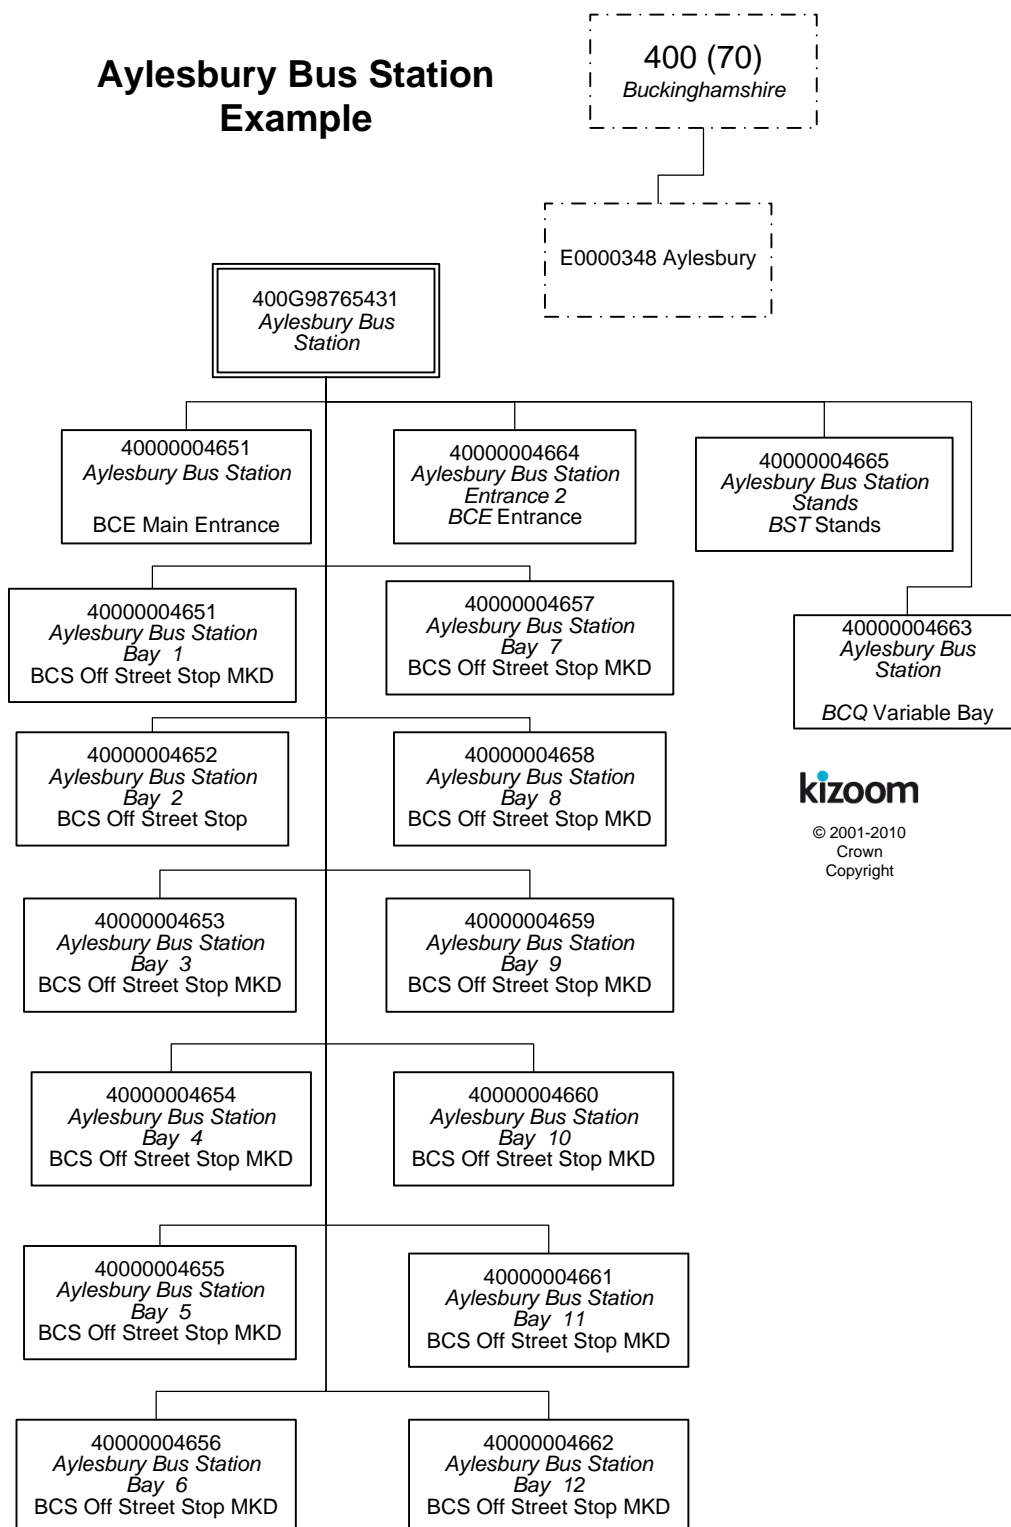 Aylesbury Bus Station
Example
400 (70)
Buckinghamshire
E0000348 Aylesbury
400G98765431
Aylesbury Bus
Station
40000004651
Aylesbury Bus Station
BCE Main Entrance
40000004664
Aylesbury Bus Station
Entrance 2
BCE Entrance
40000004665
Aylesbury Bus Station
Stands
BST Stands
40000004651
Aylesbury Bus Station
Bay 1
BCS Off Street Stop MKD
40000004657
Aylesbury Bus Station
Bay 7
BCS Off Street Stop MKD
40000004663
Aylesbury Bus
Station
BCQ Variable Bay
40000004652
Aylesbury Bus Station
Bay 2
BCS Off Street Stop
40000004658
Aylesbury Bus Station
Bay 8
BCS Off Street Stop MKD
kizoom
© 2001-2010
Crown
Copyright
40000004653
Aylesbury Bus Station
Bay 3
BCS Off Street Stop MKD
40000004659
Aylesbury Bus Station
Bay 9
BCS Off Street Stop MKD
40000004654
Aylesbury Bus Station
Bay 4
BCS Off Street Stop MKD
40000004660
Aylesbury Bus Station
Bay 10
BCS Off Street Stop MKD
40000004655
Aylesbury Bus Station
Bay 5
BCS Off Street Stop MKD
40000004661
Aylesbury Bus Station
Bay 11
BCS Off Street Stop MKD
40000004656
Aylesbury Bus Station
Bay 6
BCS Off Street Stop MKD
40000004662
Aylesbury Bus Station
Bay 12
BCS Off Street Stop MKD